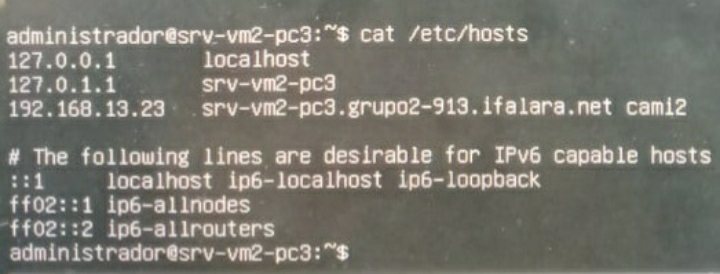 administrador@srv-vm2-pc3:~$ cat /etc/hosts
127.0.0.1 localhost
127.0.1.1 srv-vm2-pc3
192.168.13.23 srv-vm2-pc3.grupo2-913.ifalara.net cami2
# The following lines are desirable for IPv6 capable hosts
::1 localhost ip6-localhost ip6-loopback
ff02::1 ip6-allnodes
ff02::2 ip6-allrouters
administrador@srv-vm2-pc3:~$